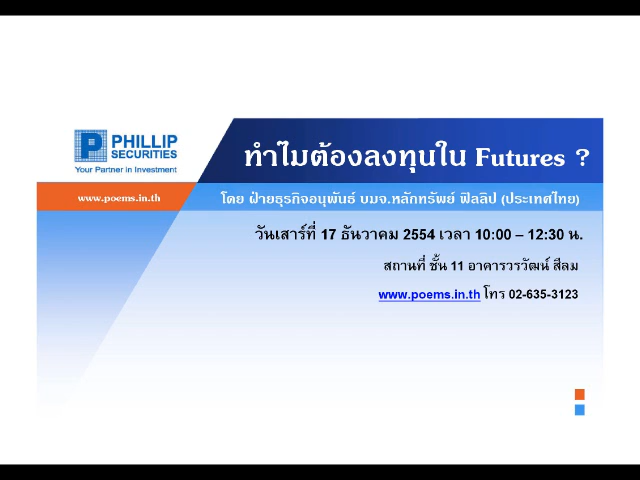 PHILLIP
SECURITIES
Your Partner in Investment
ทำไมต้องลงทุนใน Futures ?
www.poems.in.th
โดย ฝ่ายธุรกิจอนุพันธ์ บมจ.หลักทรัพย์ ฟิลลิป (ประเทศไทย)
วันเสาร์ที่ 17 ธันวาคม 2554 เวลา 10:00 – 12:30 น.
สถานที่ ชั้น 11 อาคารวรวัฒน์ สีลม
www.poems.in.th โทร 02-635-3123